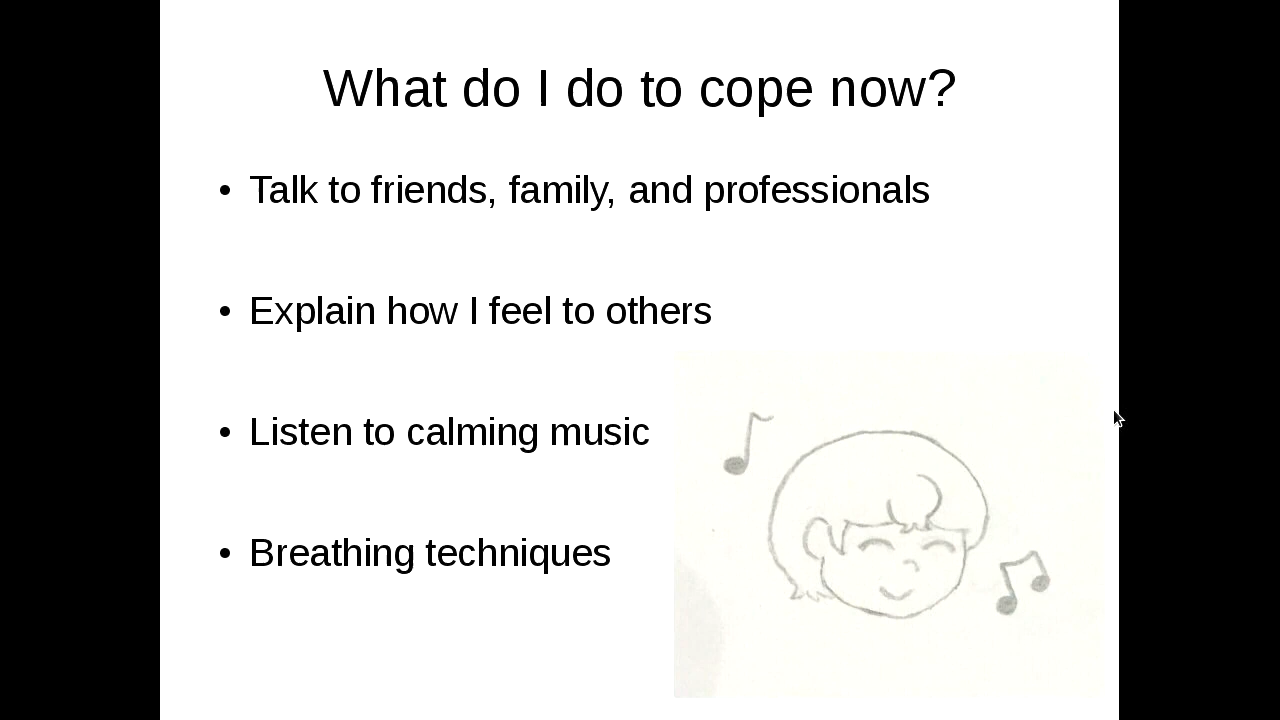 What do I do to cope now?
• Talk to friends, family, and professionals
• Explain how I feel to others
• Listen to calming music
• Breathing techniques